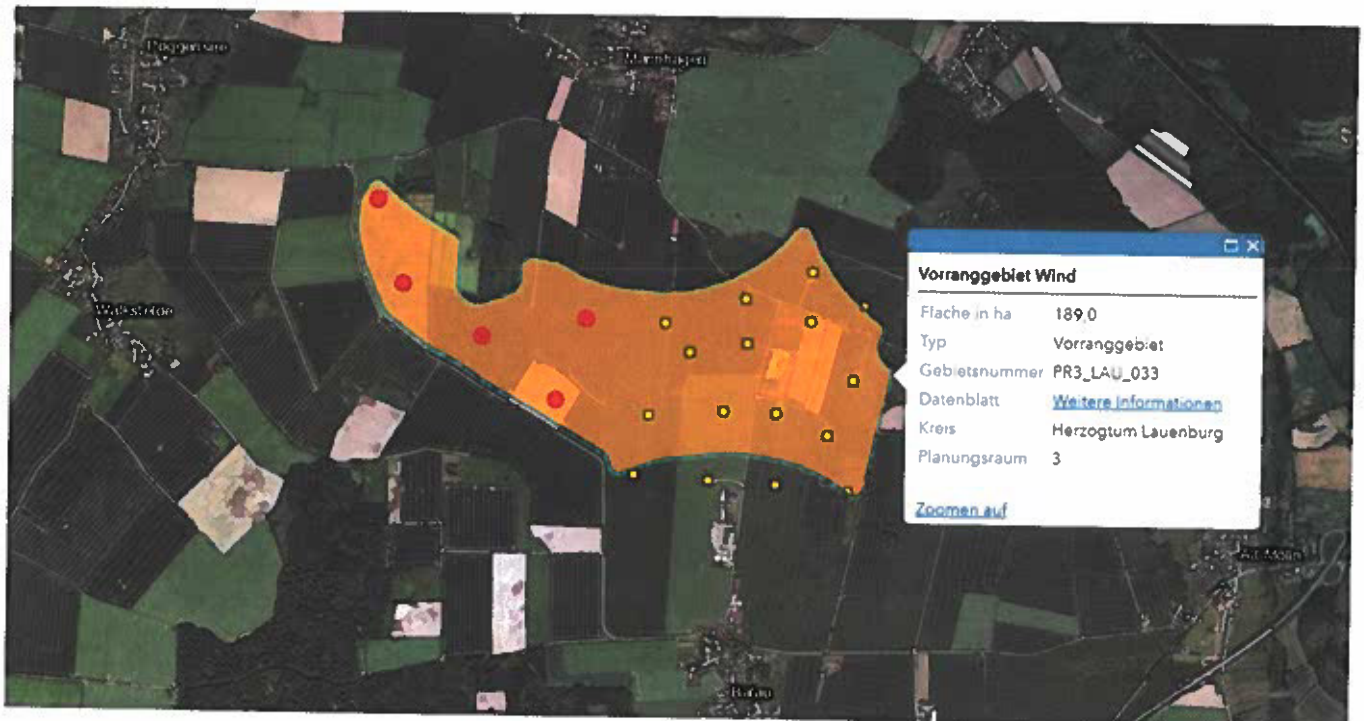 Mannhagen
Vorranggebiet Wind
Fläche in ha 189,0
Typ Vorranggebiet
Gebietsnummer PR3_LAU_033
Datenblatt Weitere Informationen
Kreis Herzogtum Lauenburg
Planungsraum 3
Zoomen auf